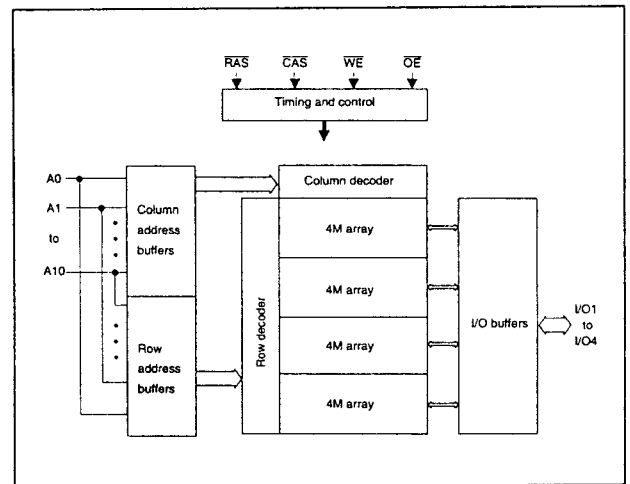 RAS CAS WE OE
Timing and control
A0
A1
to
A10
Column
address
buffers
Row
address
buffers
Column decoder
Row decoder
4M array
4M array
4M array
4M array
I/O buffers
I/O1
to
I/O4